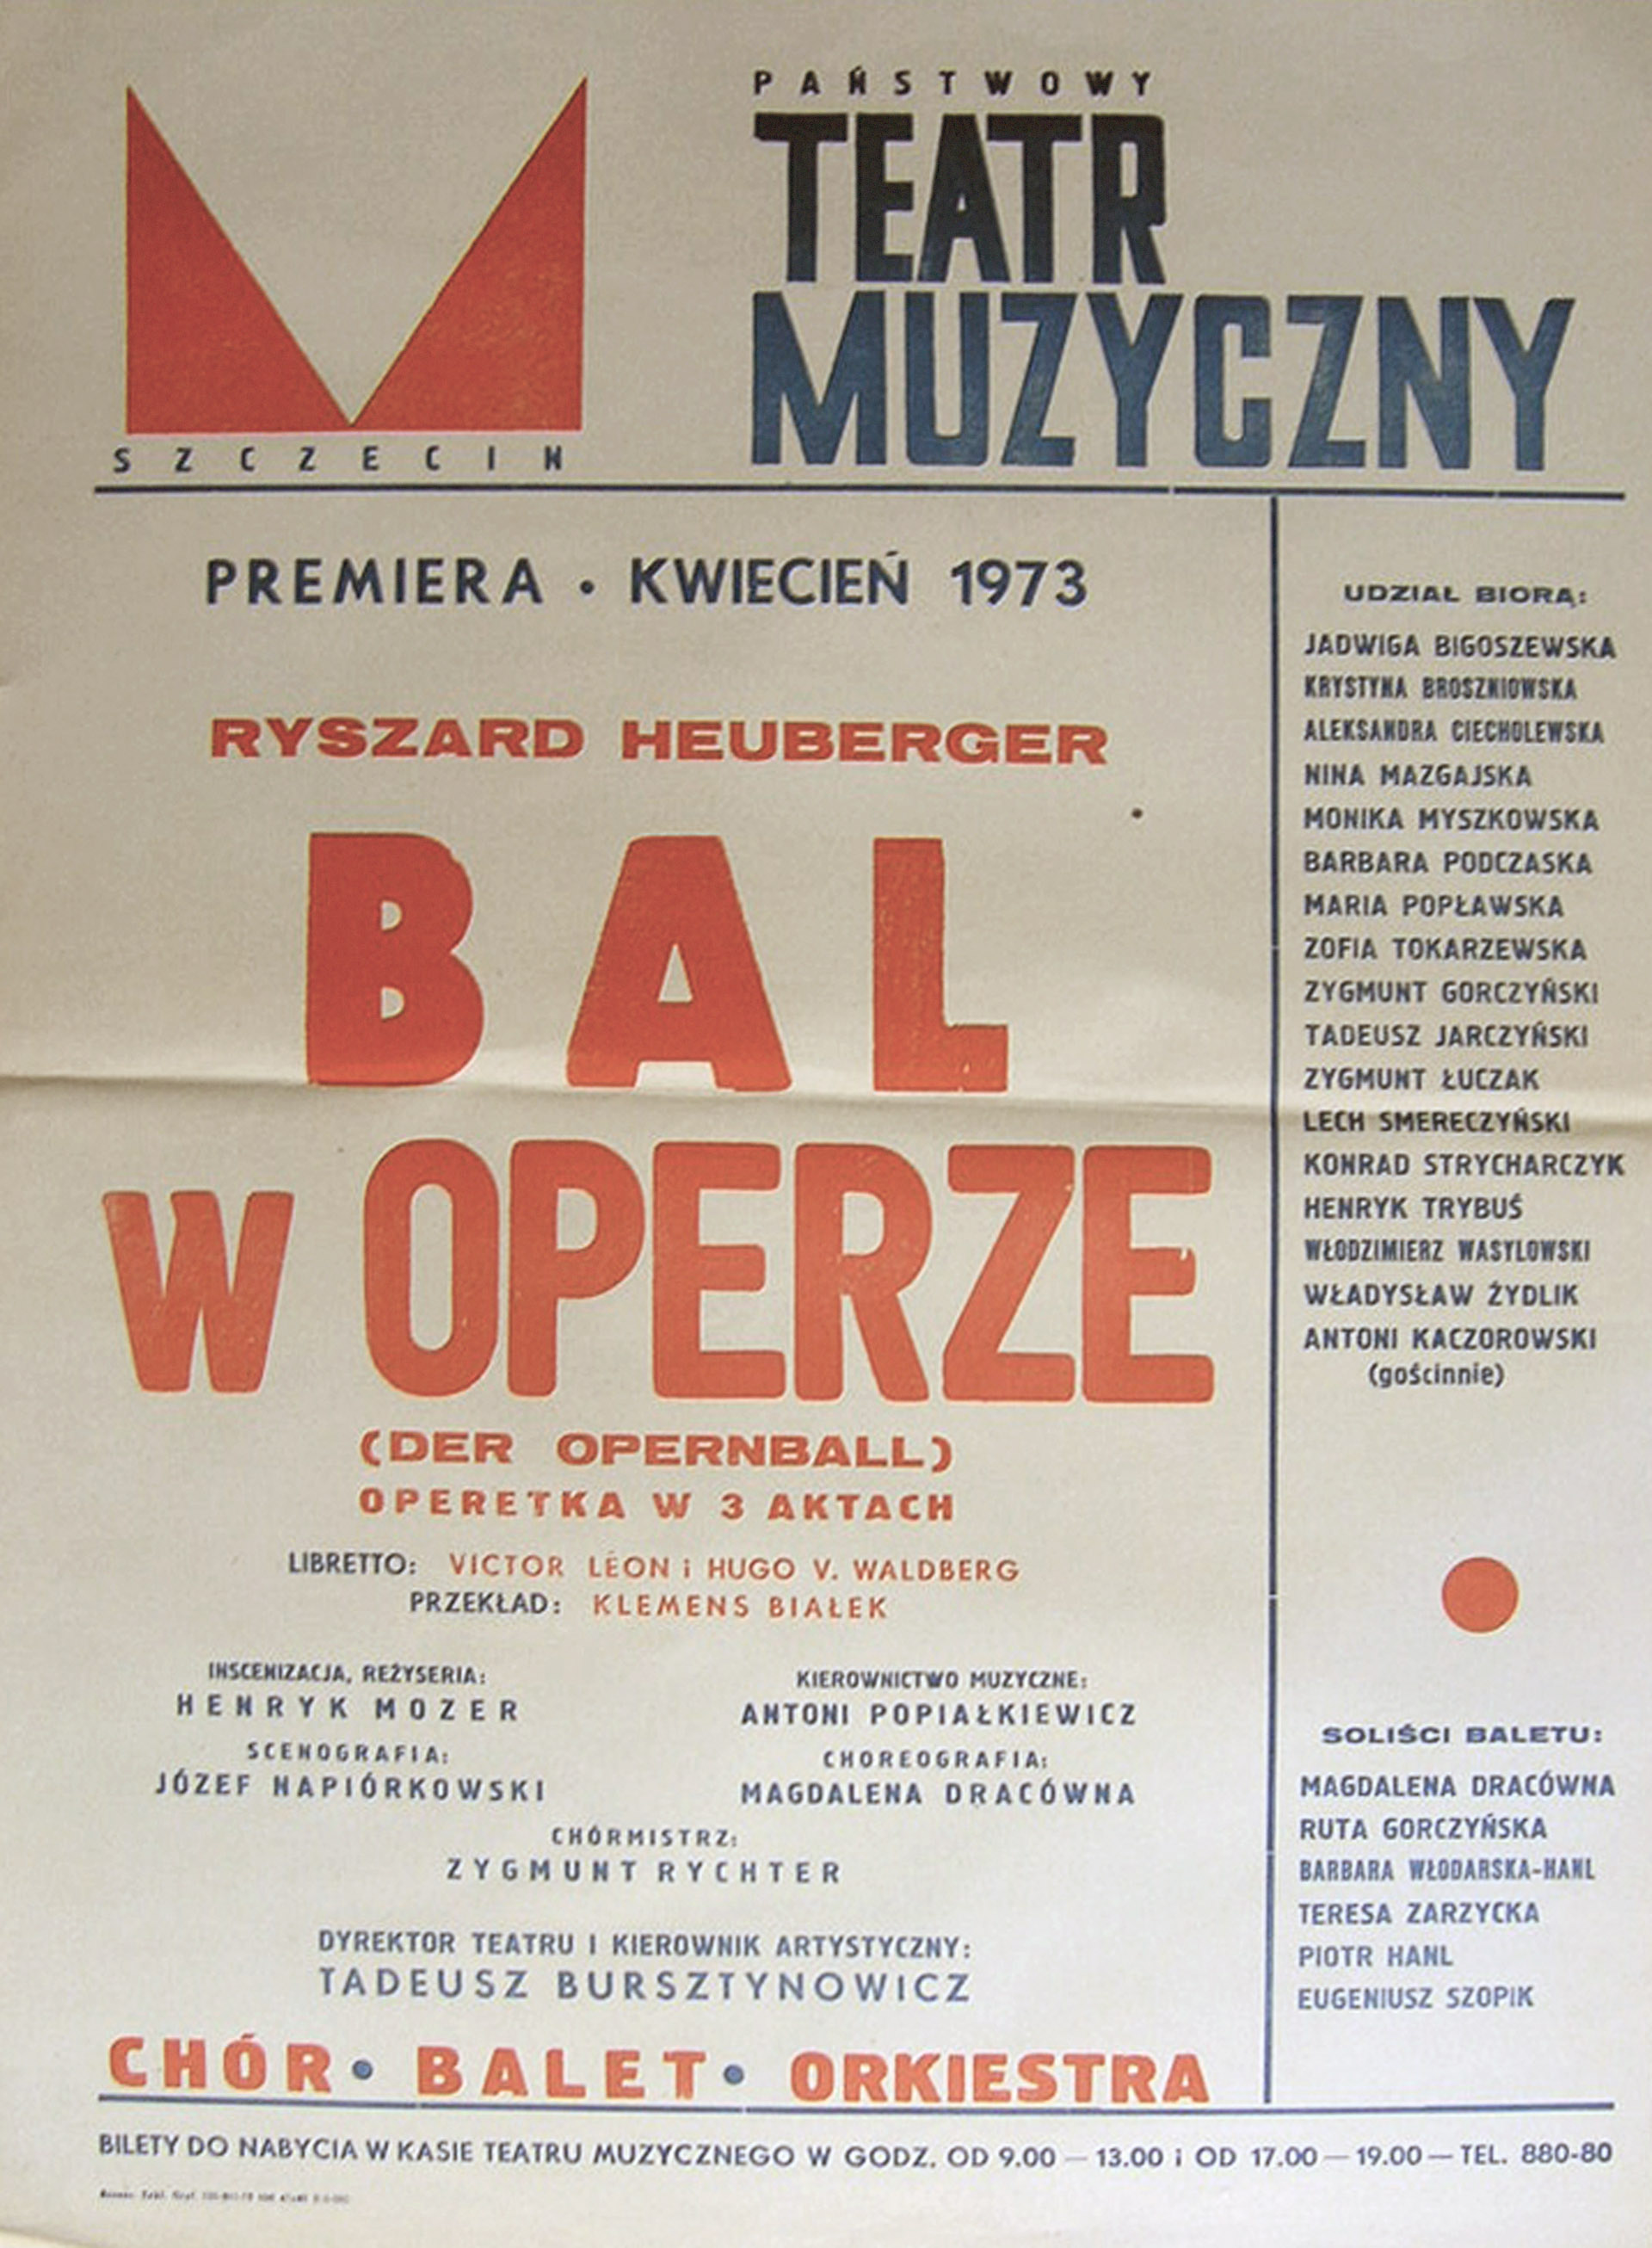 PAŃSTWOWY
TEATR
MUZYCZNY
SZCZECIN
PREMIERA • KWIECIEŃ 1973
RYSZARD HEUBERGER
BAL
W OPERZE
(DER OPERNBALL)
OPERETKA W 3 AKTACH
LIBRETTO: VICTOR LÉON i HUGO V. WALDBERG
PRZEKŁAD: KLEMENS BIAŁEK
INSCENIZACJA, REŻYSERIA:
HENRYK MOZER
KIEROWNICTWO MUZYCZNE:
ANTONI POPIAŁKIEWICZ
SCENOGRAFIA:
JÓZEF NAPIÓRKOWSKI
CHOREOGRAFIA:
MAGDALENA DRACÓWNA
CHÓRMISTRZ:
ZYGMUNT RYCHTER
DYREKTOR TEATRU I KIEROWNIK ARTYSTYCZNY:
TADEUSZ BURSZTYNOWICZ
CHÓR • BALET • ORKIESTRA
UDZIAŁ BIORĄ:
JADWIGA BIGOSZEWSKA
KRYSTYNA BROSZNIOWSKA
ALEKSANDRA CIECHOLEWSKA
NINA MAZGAJSKA
MONIKA MYSZKOWSKA
BARBARA PODCZASKA
MARIA POPŁAWSKA
ZOFIA TOKARZEWSKA
ZYGMUNT GORCZYŃSKI
TADEUSZ JARCZYŃSKI
ZYGMUNT ŁUCZAK
LECH SMERECZYŃSKI
KONRAD STRYCHARCZYK
HENRYK TRYBUŚ
WŁODZIMIERZ WASYLOWSKI
WŁADYSŁAW ŻYDLIK
ANTONI KACZOROWSKI
(gościnnie)
SOLIŚCI BALETU:
MAGDALENA DRACÓWNA
RUTA GORCZYŃSKA
BARBARA WŁODARSKA-HANL
TERESA ZARZYCKA
PIOTR HANL
EUGENIUSZ SZOPIK
BILETY DO NABYCIA W KASIE TEATRU MUZYCZNEGO W GODZ. OD 9.00 — 13.00 i OD 17.00 — 19.00 — TEL. 880-80